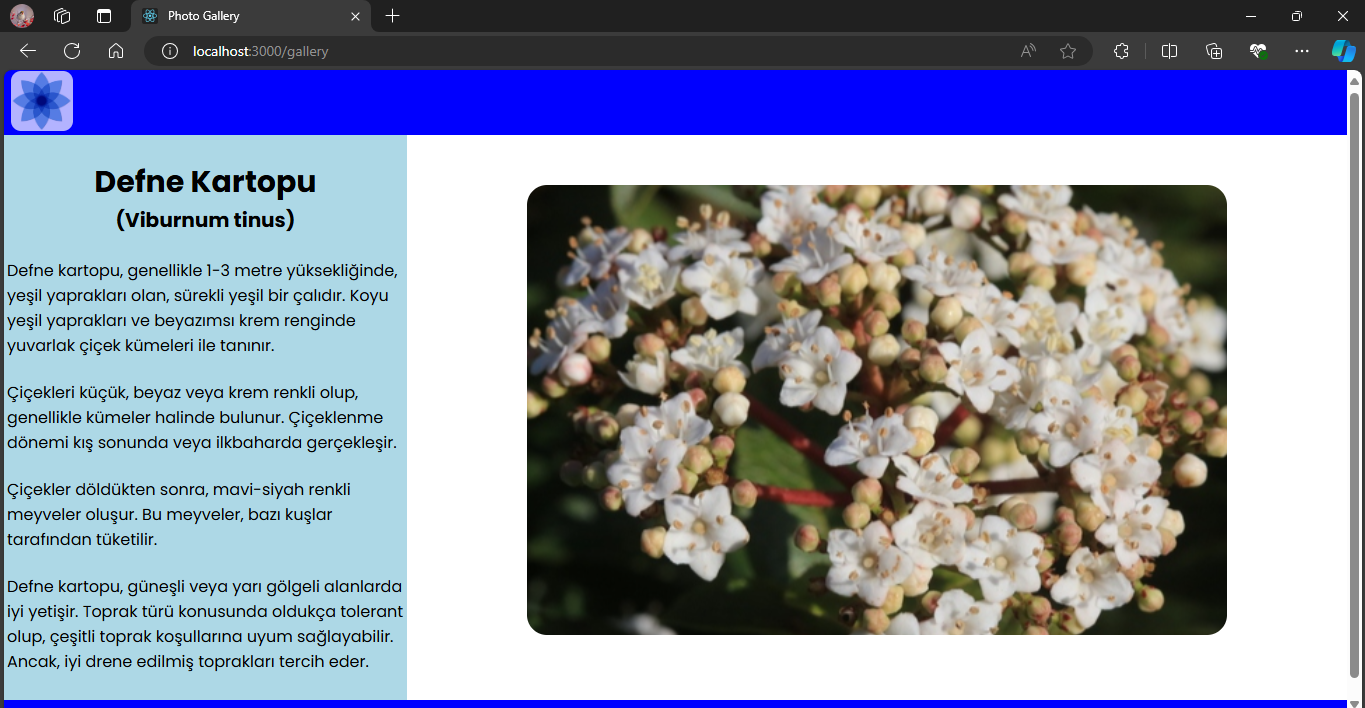 Photo Gallery
localhost:3000/gallery
Defne Kartopu
(Viburnum tinus)
Defne kartopu, genellikle 1-3 metre yüksekliğinde,
yeşil yaprakları olan, sürekli yeşil bir çalıdır. Koyu
yeşil yaprakları ve beyazımsı krem renginde
yuvarlak çiçek kümeleri ile tanınır.
Çiçekleri küçük, beyaz veya krem renkli olup,
genellikle kümeler halinde bulunur. Çiçeklenme
dönemi kış sonunda veya ilkbaharda gerçekleşir.
Çiçekler döldükten sonra, mavi-siyah renkli
meyveler oluşur. Bu meyveler, bazı kuşlar
tarafından tüketilir.
Defne kartopu, güneşli veya yarı gölgeli alanlarda
iyi yetişir. Toprak türü konusunda oldukça tolerant
olup, çeşitli toprak koşullarına uyum sağlayabilir.
Ancak, iyi drene edilmiş toprakları tercih eder.